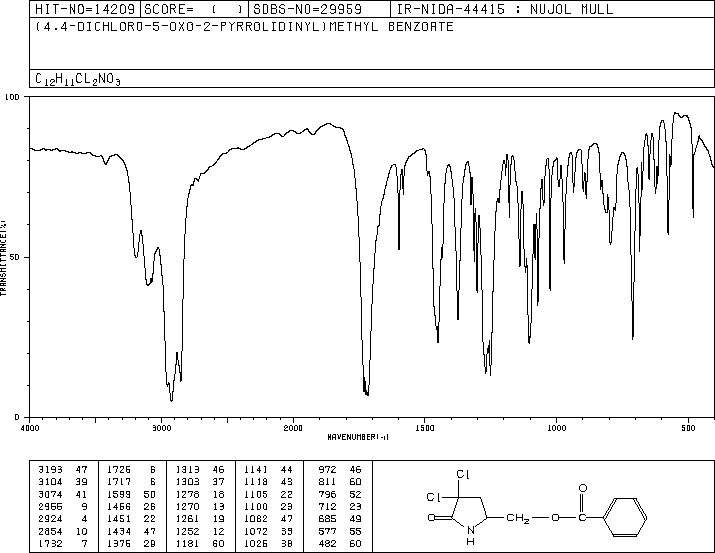 HIT-NO=14209 SCORE= ( ) SDBS-NO=29959 IR-NIDA-44415 : NUJOL MULL
(4,4-DICHLORO-5-OXO-2-PYRROLIDINYL)METHYL BENZOATE
C12H11CL2NO3
100
50
0
TRANSMITTANCE(%)
4000 3000 2000 1500 1000 500
WAVENUMBER(-1)
3193 47 1726 6 1313 46 1141 44 972 46
3104 39 1717 6 1303 37 1118 43 811 60
3074 41 1599 50 1278 18 1105 22 796 52
2955 9 1466 26 1270 13 1100 23 712 23
2924 4 1451 22 1261 19 1082 47 685 49
2854 10 1434 47 1252 12 1072 35 577 55
1732 7 1376 29 1181 60 1026 38 482 60
Cl
Cl
O
N
H
CH2
O
O